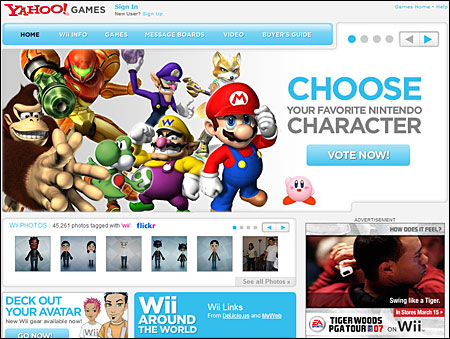 YAHOO! GAMES
Sign In
New User? Sign Up
Games Home - Help
HOME
Wii INFO
GAMES
MESSAGE BOARDS
VIDEO
BUYER'S GUIDE
CHOOSE
YOUR FAVORITE NINTENDO
CHARACTER
VOTE NOW!
Wii PHOTOS 45,261 photos tagged with 'wii' flickr
See all Photos »
ADVERTISEMENT
HOW DOES IT FEEL?
Swing like a Tiger.
In Stores March 15
EA SPORTS
TIGER WOODS
PGA TOUR 07 on Wii.
DECK OUT
YOUR AVATAR
New Wii gear available now!
GO NOW!
Wii
AROUND
THE WORLD
Wii Links
From Del.icio.us and MyWeb